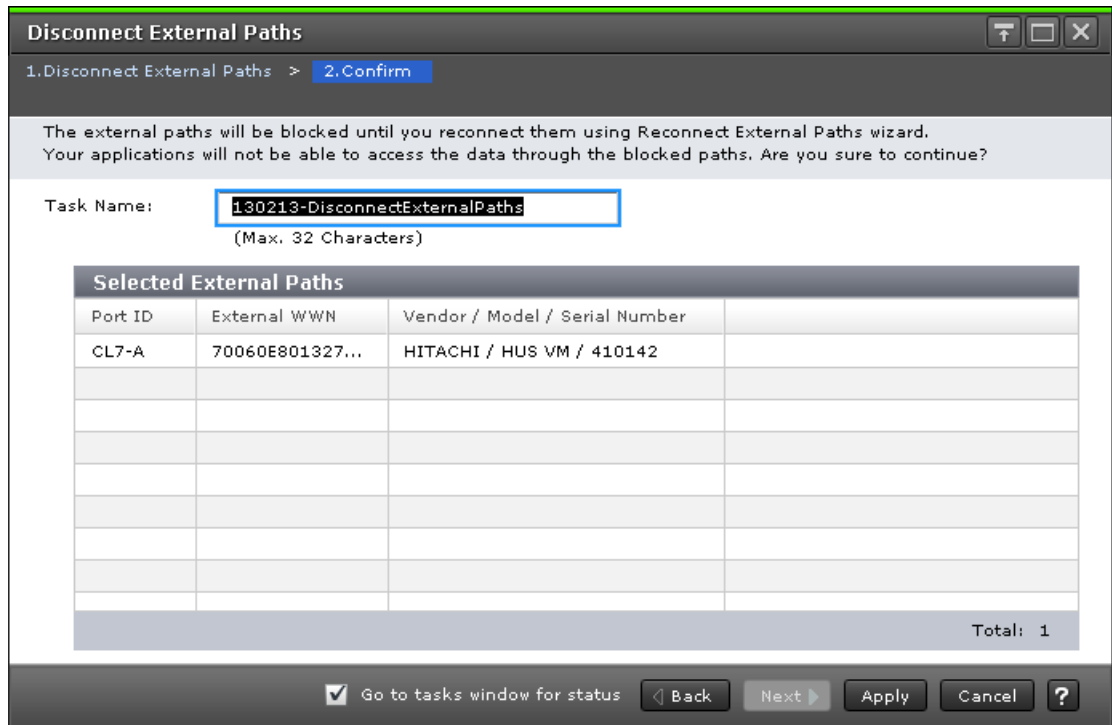 Disconnect External Paths
1.Disconnect External Paths > 2.Confirm
The external paths will be blocked until you reconnect them using Reconnect External Paths wizard.
Your applications will not be able to access the data through the blocked paths. Are you sure to continue?
Task Name: 130213-DisconnectExternalPaths
(Max. 32 Characters)
Selected External Paths
Port ID External WWN Vendor / Model / Serial Number
CL7-A 70060E801327... HITACHI / HUS VM / 410142
Total: 1
Go to tasks window for status Back Next Apply Cancel ?